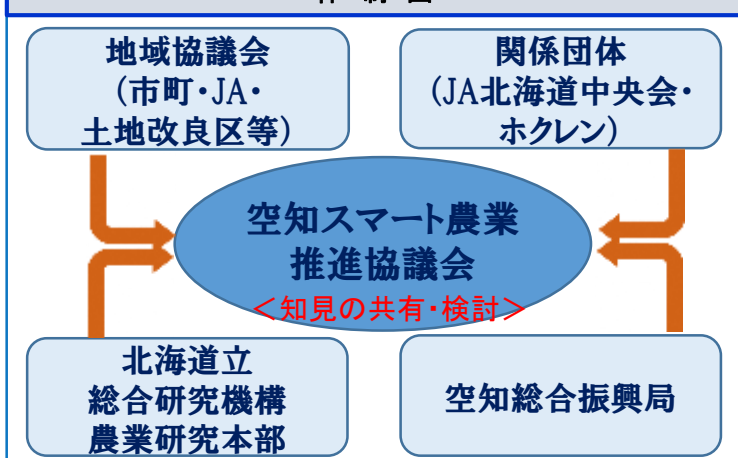 地域協議会
(市町・JA・
土地改良区等)
関係団体
(JA北海道中央会・
ホクレン)
空知スマート農業
推進協議会
<知見の共有・検討>
北海道立
総合研究機構
農業研究本部
空知総合振興局